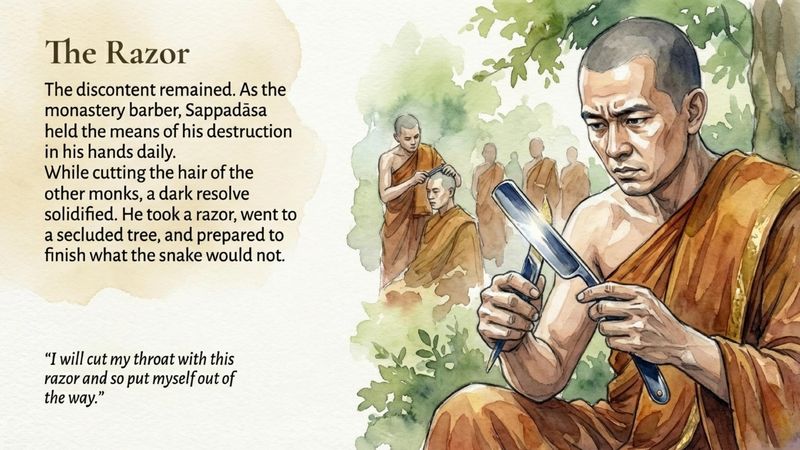 The Razor
The discontent remained. As the
monastery barber, Sappadāsa
held the means of his destruction
in his hands daily.
While cutting the hair of the
other monks, a dark resolve
solidified. He took a razor, went to
a secluded tree, and prepared to
finish what the snake would not.
“I will cut my throat with this
razor and so put myself out of
the way.”